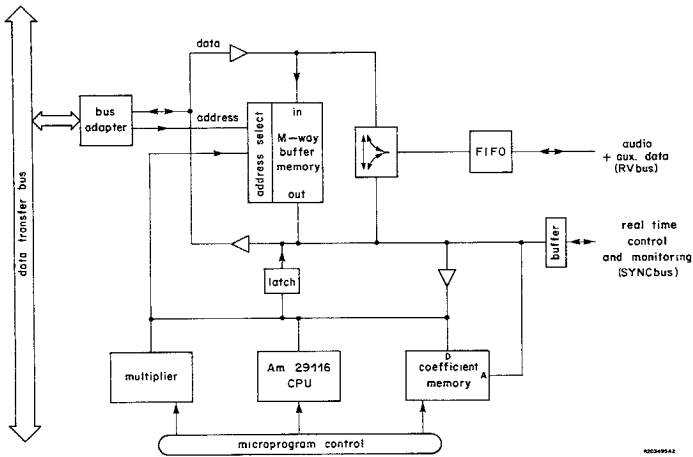 data transfer bus
bus
adapter
data
address
address select
in
M-way
buffer
memory
out
FIFO
audio
+ aux. data
(RVbus)
buffer
real time
control
and monitoring
(SYNCbus)
latch
multiplier
Am 29116
CPU
D
coefficient
memory
A
microprogram control